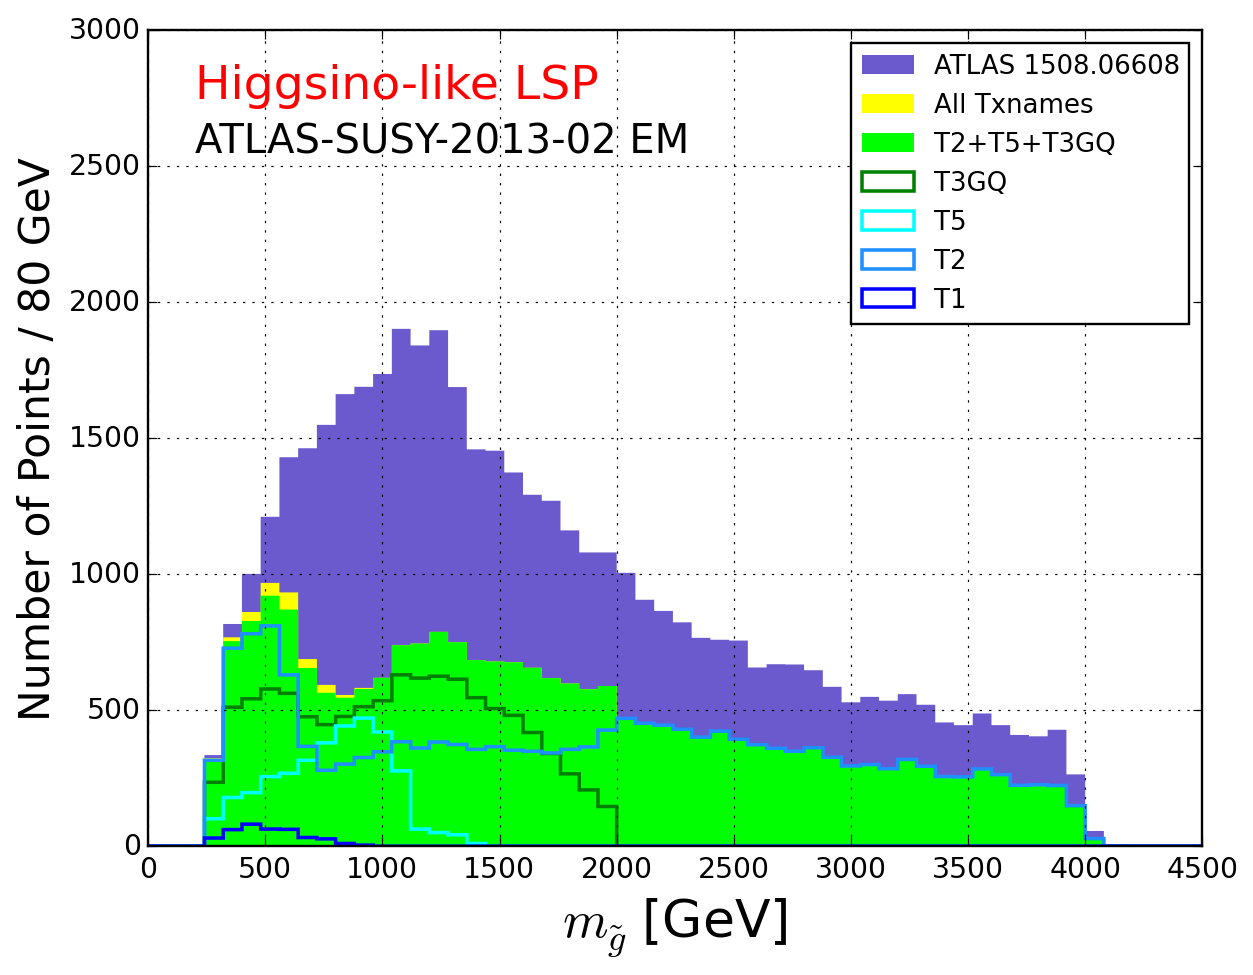 Higgsino-like LSP
ATLAS-SUSY-2013-02 EM
ATLAS 1508.06608
All Txnames
T2+T5+T3GQ
T3GQ
T5
T2
T1
Number of Points / 80 GeV
3000
2500
2000
1500
1000
500
0
0 500 1000 1500 2000 2500 3000 3500 4000 4500
m_{\tilde{g}} [GeV]